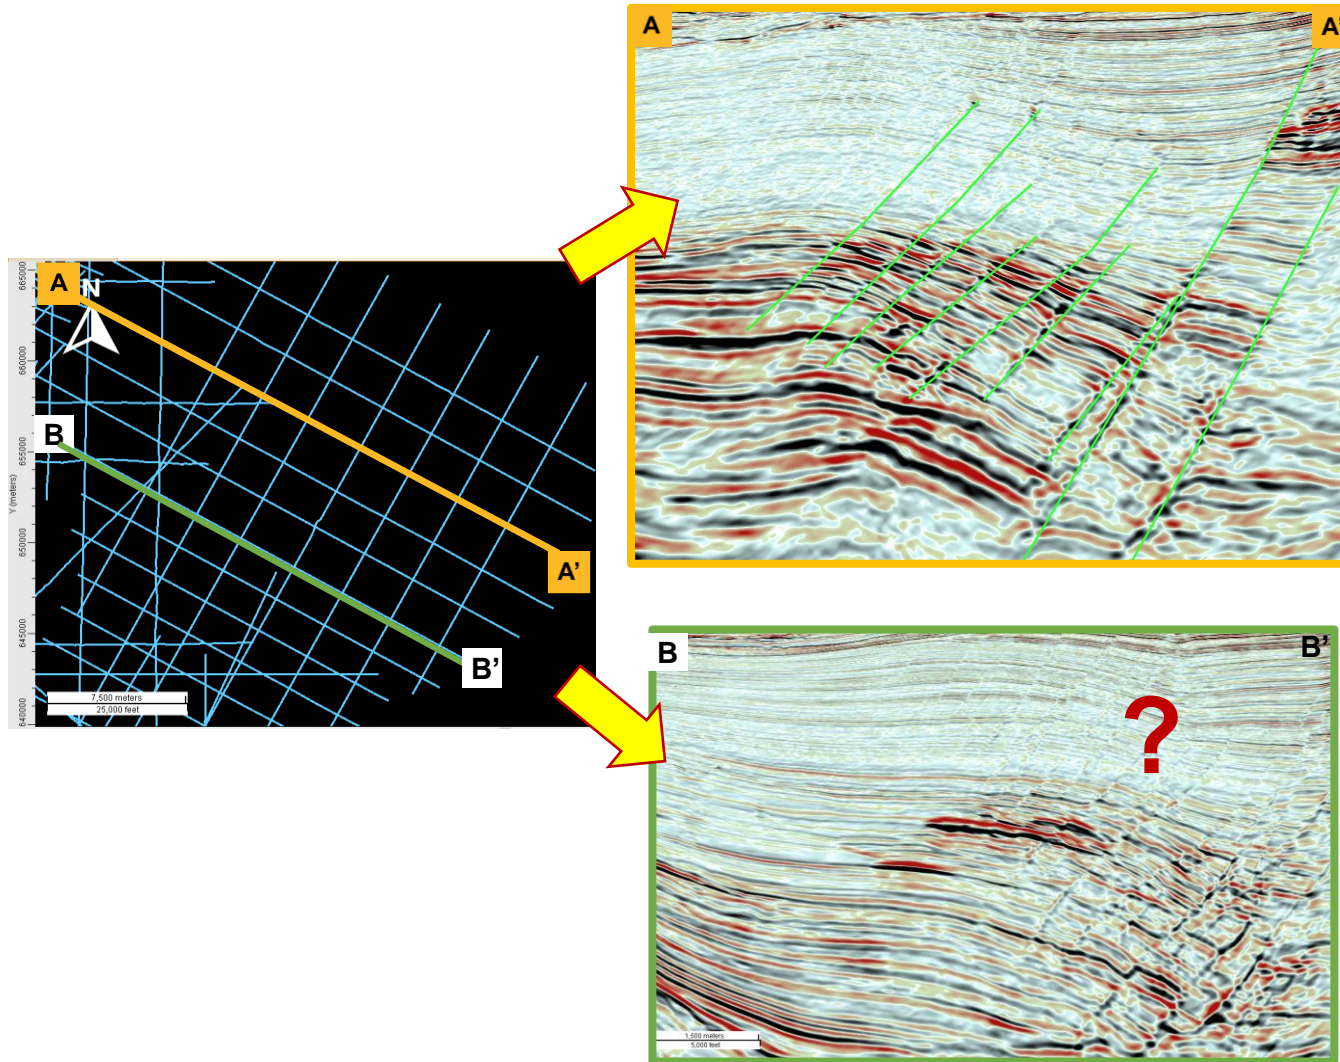 A
A'
A
N
B
A'
B'
665000
660000
655000
650000
645000
640000
Y (meters)
7,500 meters
25,000 feet
B
B'
?
1,500 meters
5,000 feet